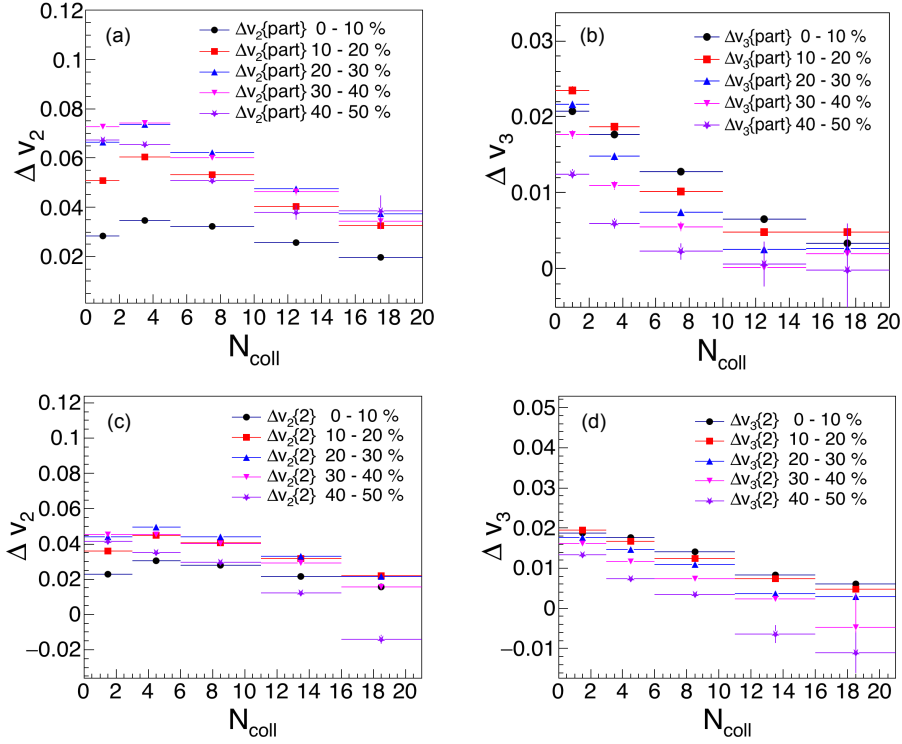 (a)
Δv2{part} 0 - 10 %
Δv2{part} 10 - 20 %
Δv2{part} 20 - 30 %
Δv2{part} 30 - 40 %
Δv2{part} 40 - 50 %
0.12
0.1
0.08
0.06
0.04
0.02
Δ v2
0 2 4 6 8 10 12 14 16 18 20
Ncoll
(b)
Δv3{part} 0 - 10 %
Δv3{part} 10 - 20 %
Δv3{part} 20 - 30 %
Δv3{part} 30 - 40 %
Δv3{part} 40 - 50 %
0.03
0.02
0.01
0
Δ v3
0 2 4 6 8 10 12 14 16 18 20
Ncoll
(c)
Δv2{2} 0 - 10 %
Δv2{2} 10 - 20 %
Δv2{2} 20 - 30 %
Δv2{2} 30 - 40 %
Δv2{2} 40 - 50 %
0.12
0.1
0.08
0.06
0.04
0.02
0
−0.02
Δ v2
0 2 4 6 8 10 12 14 16 18 20
Ncoll
(d)
Δv3{2} 0 - 10 %
Δv3{2} 10 - 20 %
Δv3{2} 20 - 30 %
Δv3{2} 30 - 40 %
Δv3{2} 40 - 50 %
0.05
0.04
0.03
0.02
0.01
0
−0.01
Δ v3
0 2 4 6 8 10 12 14 16 18 20
Ncoll